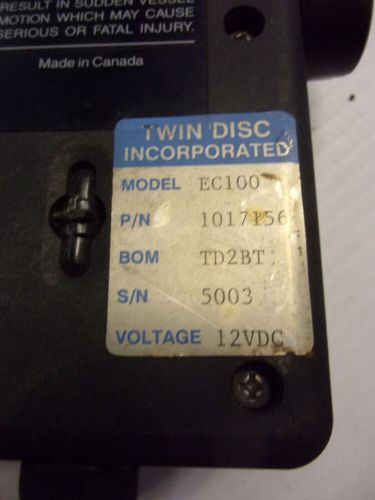 RESULT IN SUDDEN VESSEL
MOTION WHICH MAY CAUSE
SERIOUS OR FATAL INJURY.
Made in Canada
TWIN DISC
INCORPORATED
MODEL EC100
P/N 1017156
BOM TD2BT
S/N 5003
VOLTAGE 12VDC